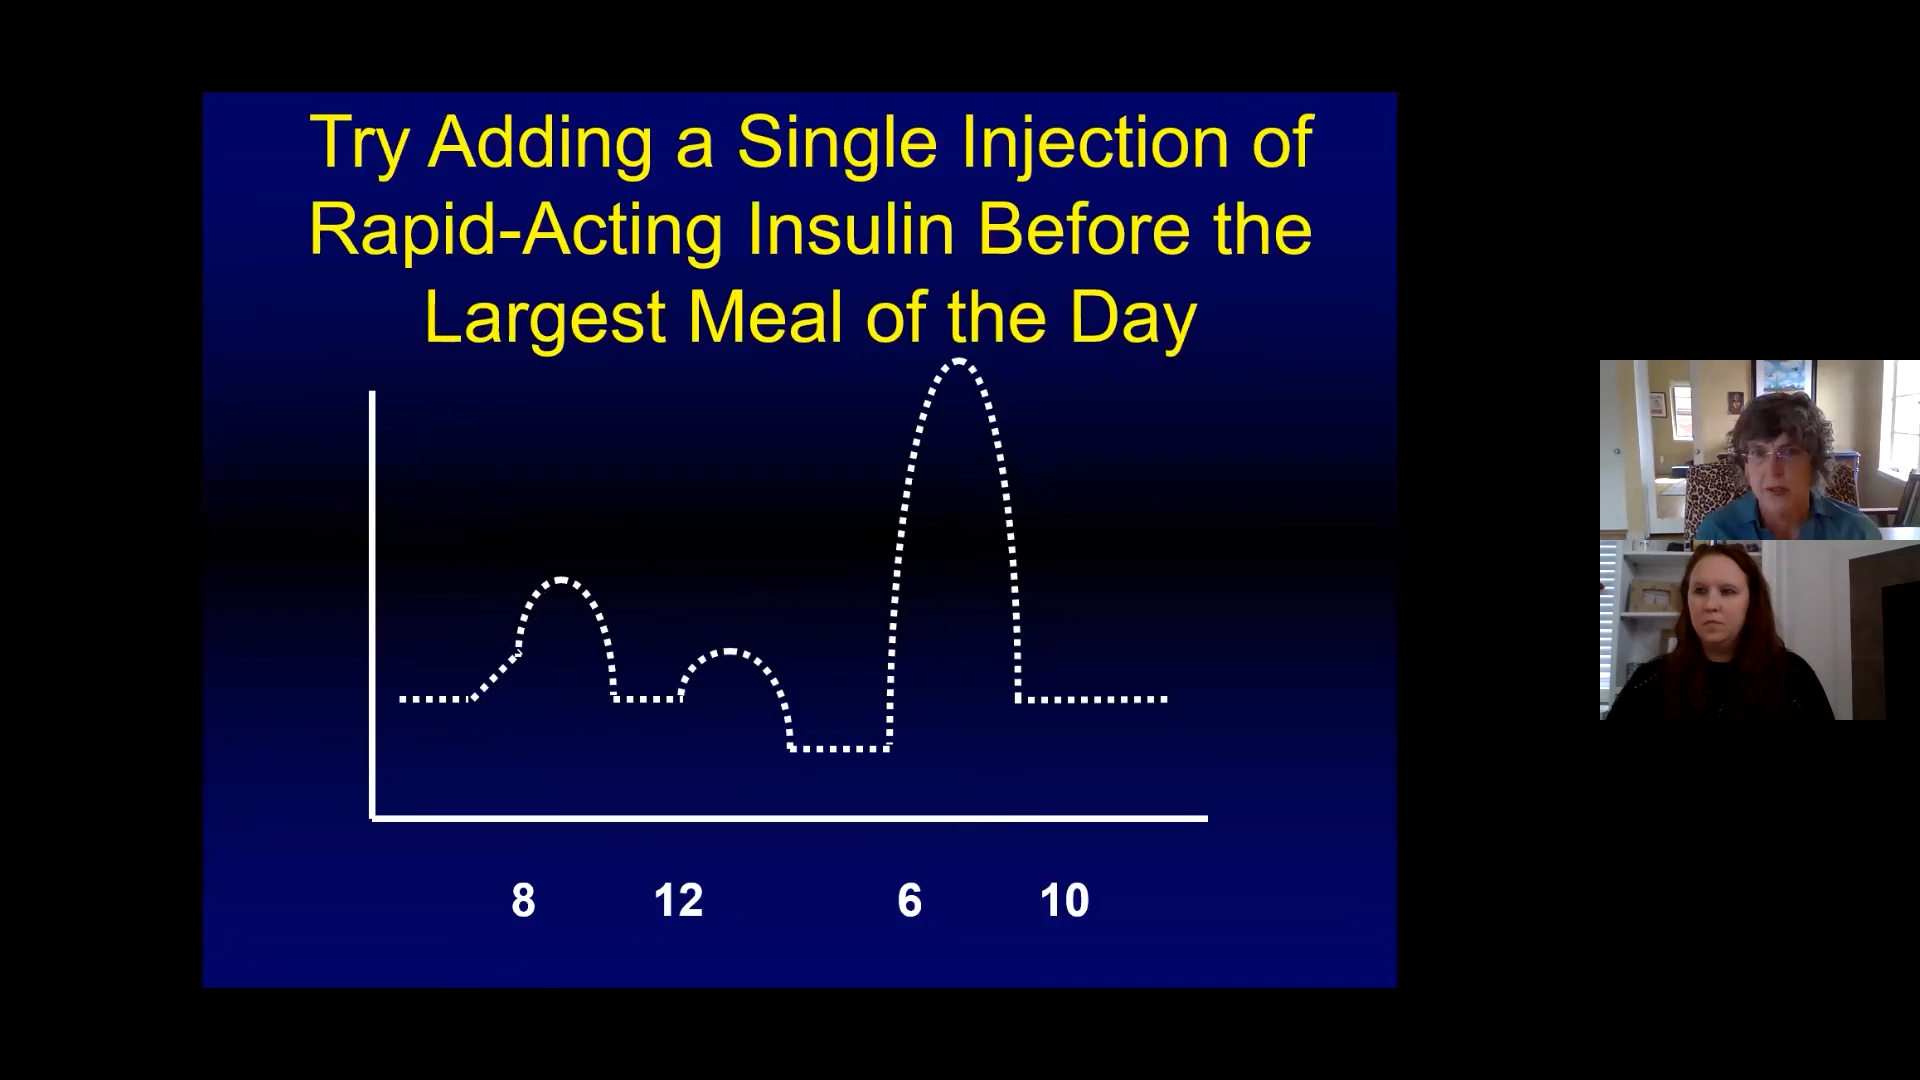 Try Adding a Single Injection of
Rapid-Acting Insulin Before the
Largest Meal of the Day
8 12 6 10